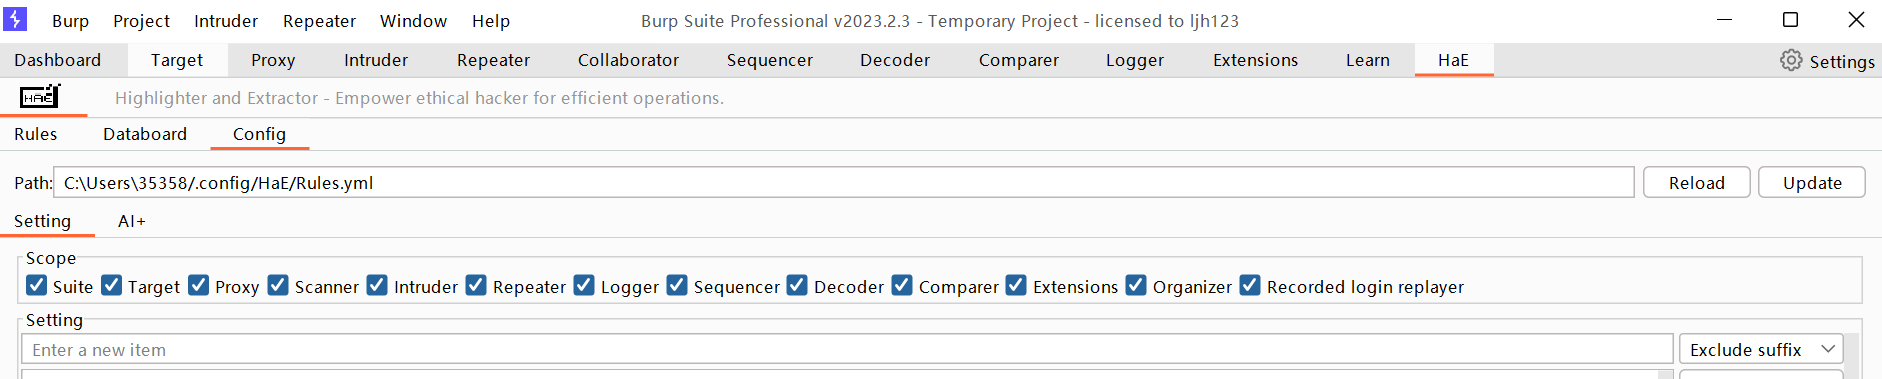 Burp Project Intruder Repeater Window Help Burp Suite Professional v2023.2.3 - Temporary Project - licensed to ljh123
Dashboard Target Proxy Intruder Repeater Collaborator Sequencer Decoder Comparer Logger Extensions Learn HaE Settings
HAE Highlighter and Extractor - Empower ethical hacker for efficient operations.
Rules Databoard Config
Path: C:\Users\35358/.config/HaE/Rules.yml Reload Update
Setting AI+
Scope
Suite Target Proxy Scanner Intruder Repeater Logger Sequencer Decoder Comparer Extensions Organizer Recorded login replayer
Setting
Enter a new item Exclude suffix